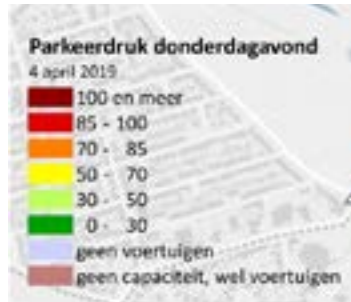 Parkeerdruk donderdagavond
4 april 2019
100 en meer
85 - 100
70 - 85
50 - 70
30 - 50
0 - 30
geen voertuigen
geen capaciteit, wel voertuigen